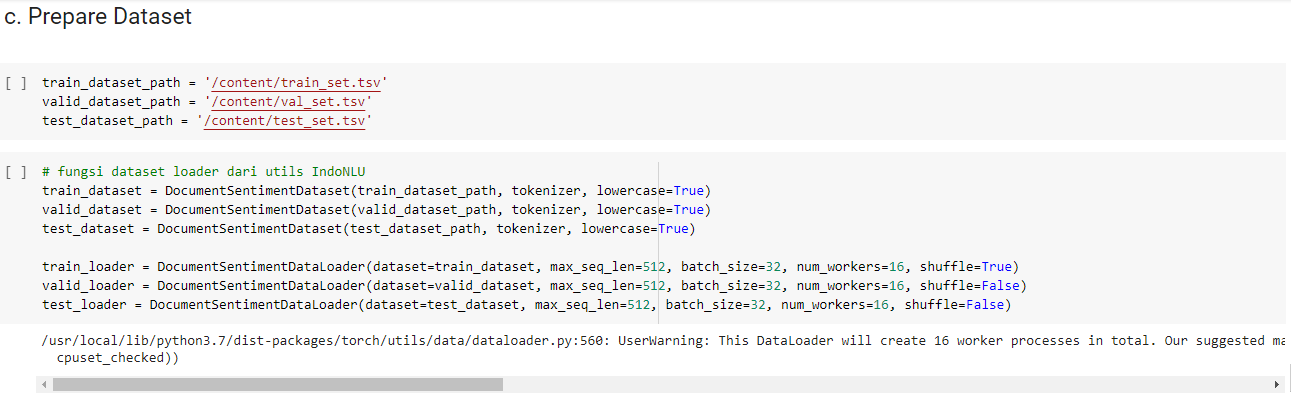 c. Prepare Dataset
[ ] train_dataset_path = '/content/train_set.tsv'
valid_dataset_path = '/content/val_set.tsv'
test_dataset_path = '/content/test_set.tsv'
[ ] # fungsi dataset loader dari utils IndoNLU
train_dataset = DocumentSentimentDataset(train_dataset_path, tokenizer, lowercase=True)
valid_dataset = DocumentSentimentDataset(valid_dataset_path, tokenizer, lowercase=True)
test_dataset = DocumentSentimentDataset(test_dataset_path, tokenizer, lowercase=True)
train_loader = DocumentSentimentDataLoader(dataset=train_dataset, max_seq_len=512, batch_size=32, num_workers=16, shuffle=True)
valid_loader = DocumentSentimentDataLoader(dataset=valid_dataset, max_seq_len=512, batch_size=32, num_workers=16, shuffle=False)
test_loader = DocumentSentimentDataLoader(dataset=test_dataset, max_seq_len=512, batch_size=32, num_workers=16, shuffle=False)
/usr/local/lib/python3.7/dist-packages/torch/utils/data/dataloader.py:560: UserWarning: This DataLoader will create 16 worker processes in total. Our suggested ma
cpuset_checked))